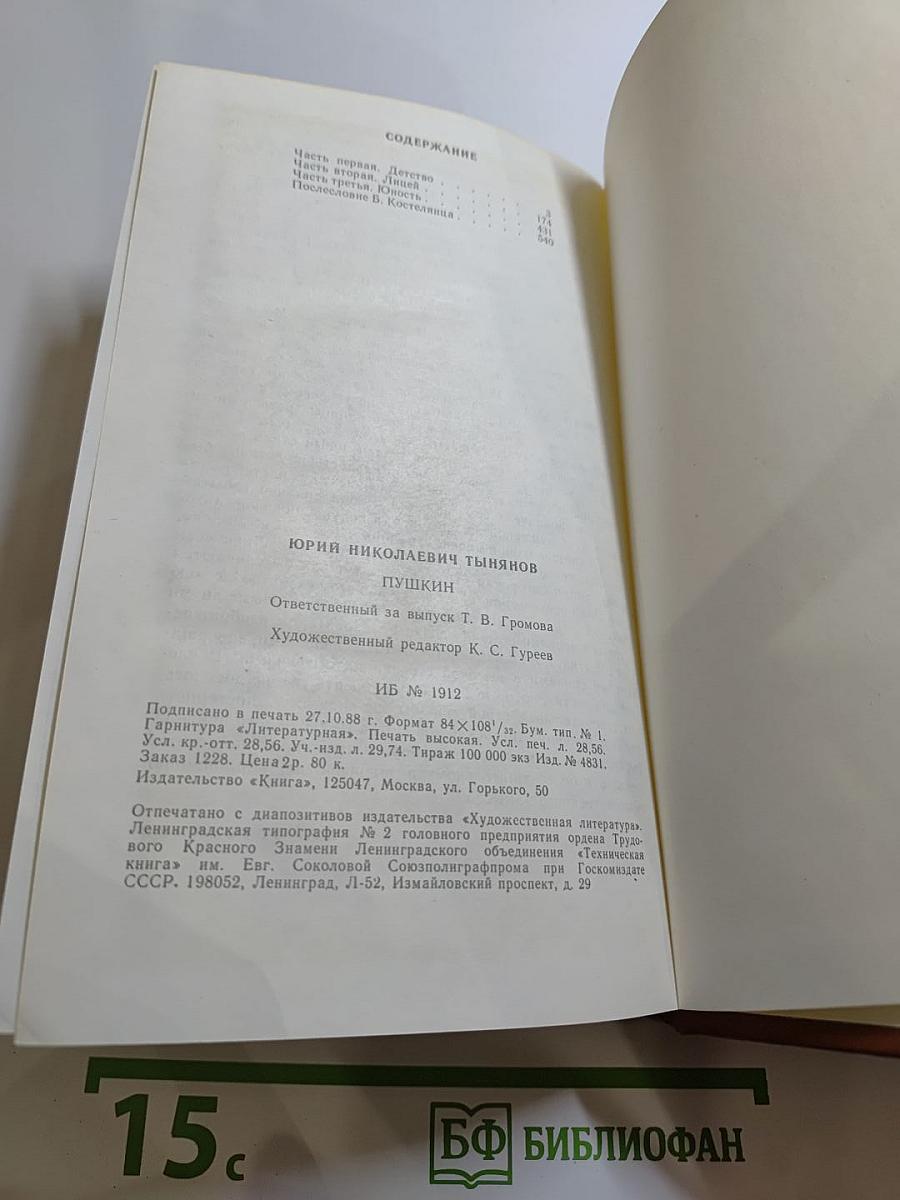 СОДЕРЖАНИЕ
Часть первая. Детство . . . . . . 3
Часть вторая. Лицей . . . . . . 174
Часть третья. Юность . . . . . . 431
Послесловие Б. Костелянца . . . . . 540
ЮРИЙ НИКОЛАЕВИЧ ТЫНЯНОВ
ПУШКИН
Ответственный за выпуск Т. В. Громова
Художественный редактор К. С. Гуреев
ИБ № 1912
Подписано в печать 27.10.88 г. Формат 84×108¹/₃₂. Бум. тип. № 1.
Гарнитура «Литературная». Печать высокая. Усл. печ. л. 28,56.
Усл. кр.-отт. 28,56. Уч.-изд. л. 29,74. Тираж 100 000 экз Изд. № 4831.
Заказ 1228. Цена 2 р. 80 к.
Издательство «Книга», 125047, Москва, ул. Горького, 50
Отпечатано с диапозитивов издательства «Художественная литература».
Ленинградская типография № 2 головного предприятия ордена Трудо-
вого Красного Знамени Ленинградского объединения «Техническая
книга» им. Евг. Соколовой Союзполиграфпрома при Госкомиздате
СССР. 198052, Ленинград, Л-52, Измайловский проспект, д. 29
15 с
БФ БИБЛИОФАН